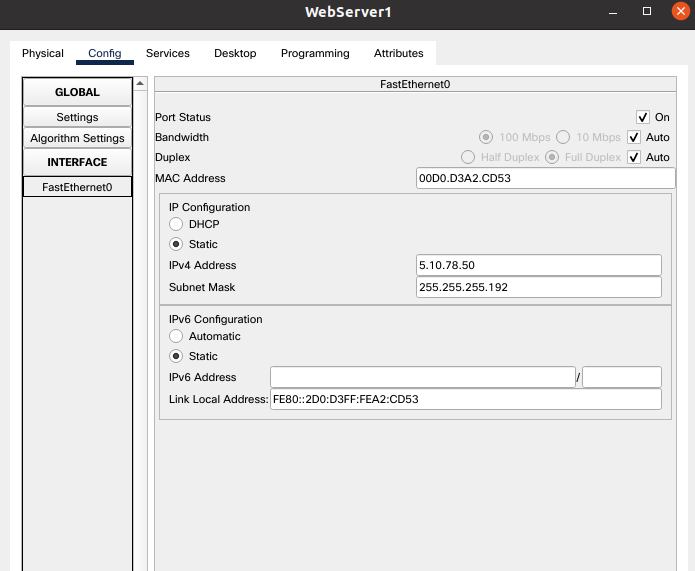 WebServer1
Physical Config Services Desktop Programming Attributes
GLOBAL
Settings
Algorithm Settings
INTERFACE
FastEthernet0
FastEthernet0
Port Status On
Bandwidth 100 Mbps 10 Mbps Auto
Duplex Half Duplex Full Duplex Auto
MAC Address 00D0.D3A2.CD53
IP Configuration
DHCP
Static
IPv4 Address 5.10.78.50
Subnet Mask 255.255.255.192
IPv6 Configuration
Automatic
Static
IPv6 Address /
Link Local Address: FE80::2D0:D3FF:FEA2:CD53